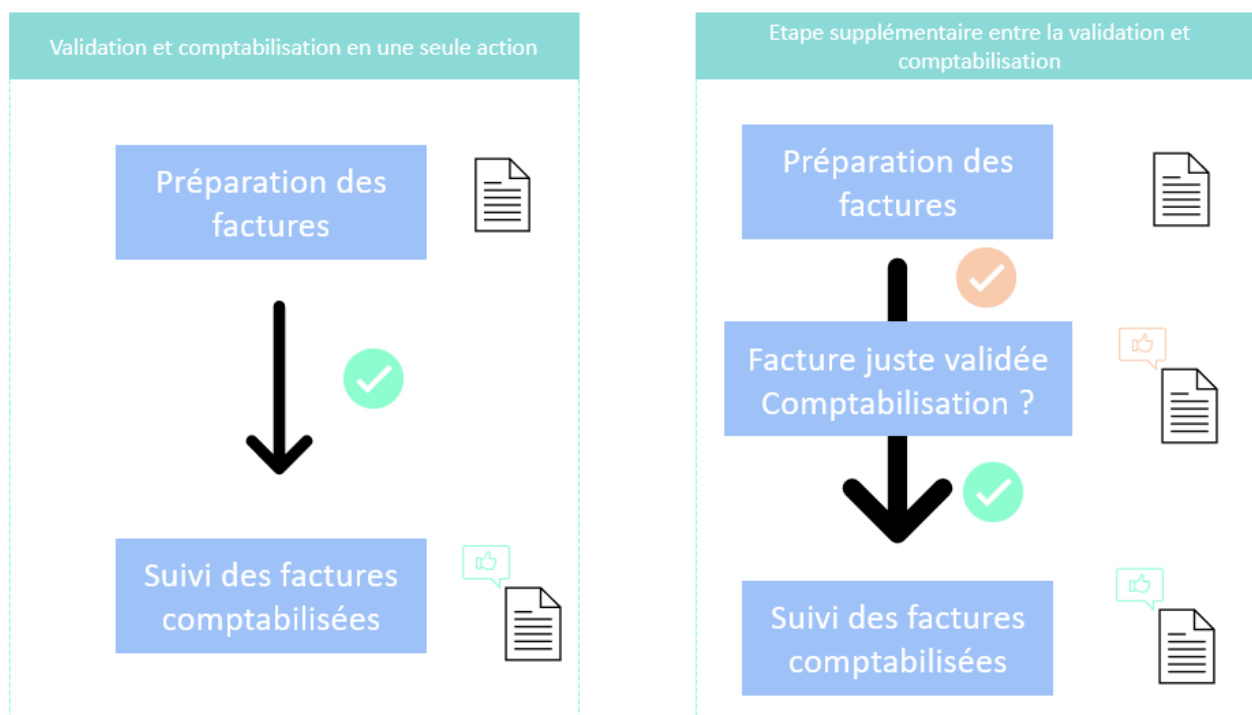 Validation et comptabilisation en une seule action
Préparation des
factures
Suivi des factures
comptabilisées
Etape supplémentaire entre la validation et
comptabilisation
Préparation des
factures
Facture juste validée
Comptabilisation ?
Suivi des factures
comptabilisées